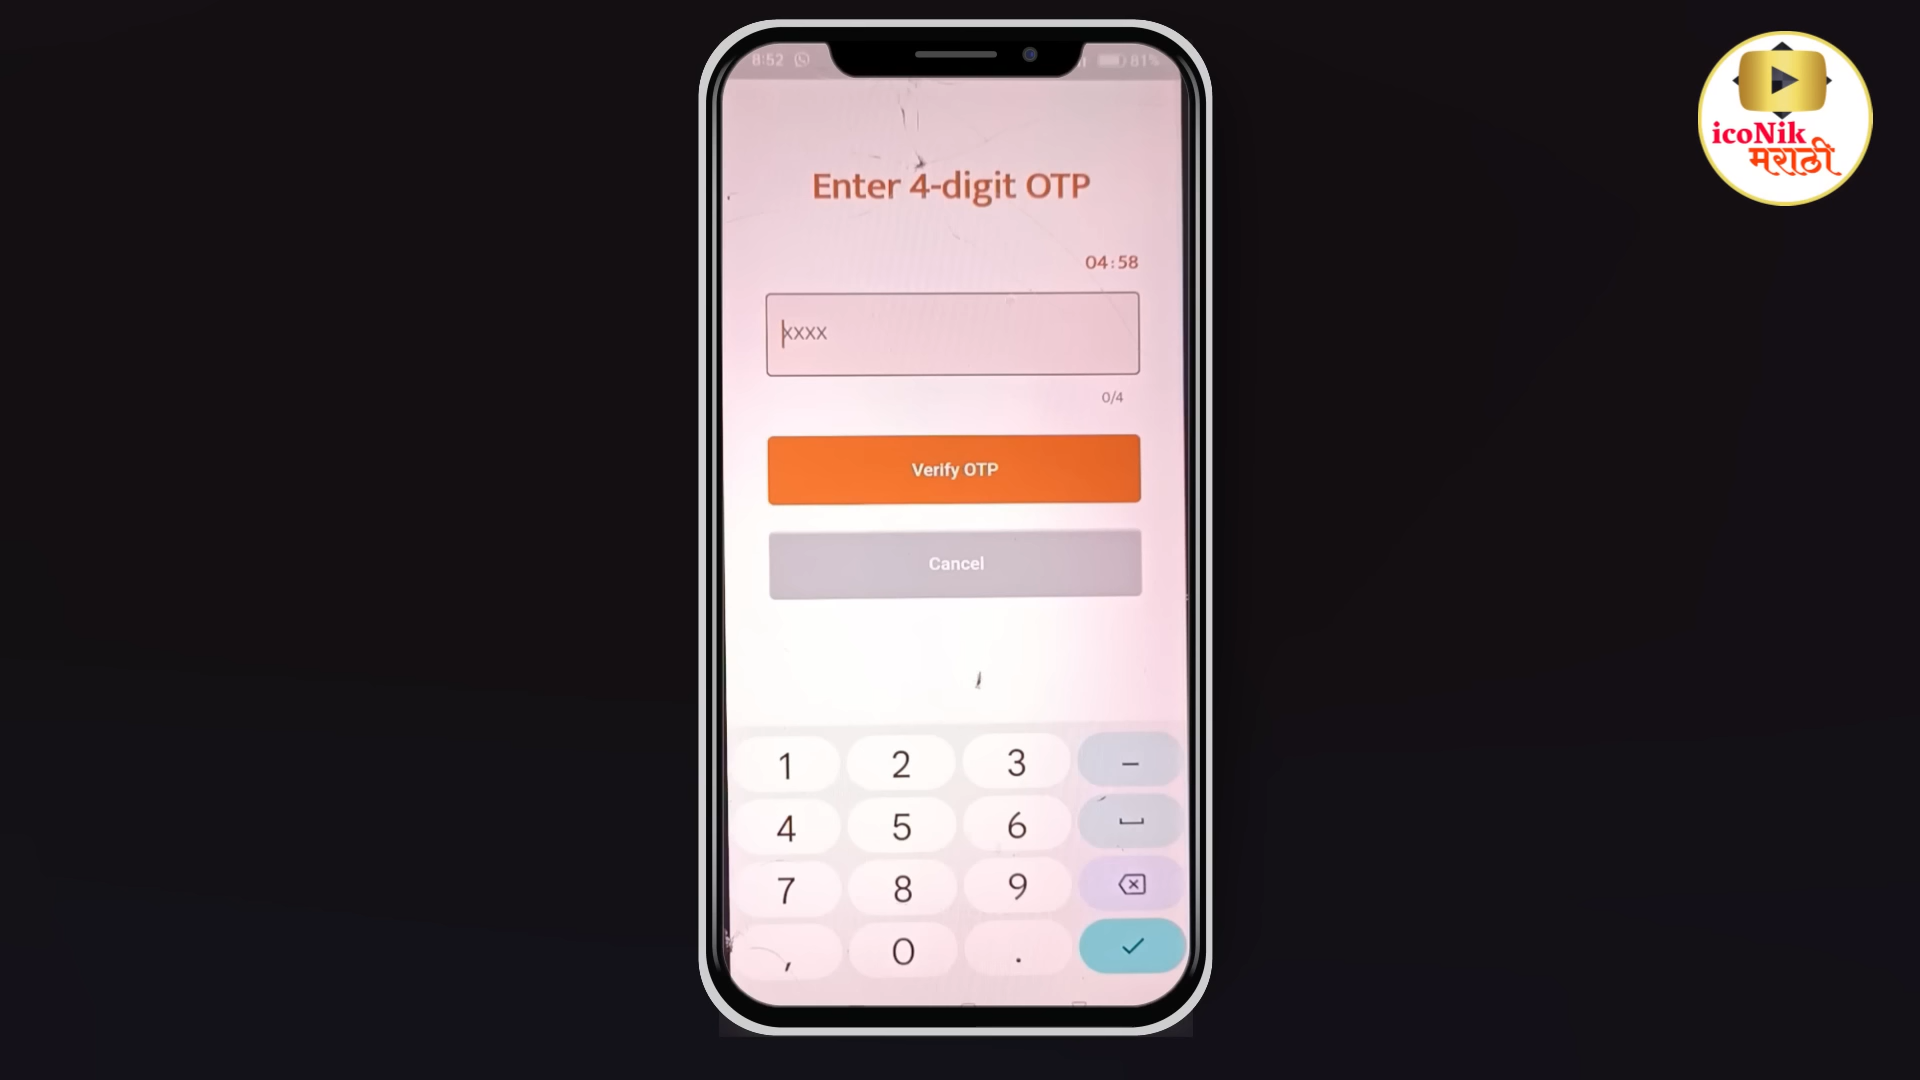 8:52
81%
icoNik
मराठी
Enter 4-digit OTP
04:58
xxxx
0/4
Verify OTP
Cancel
1 2 3 –
4 5 6
7 8 9
, 0 .